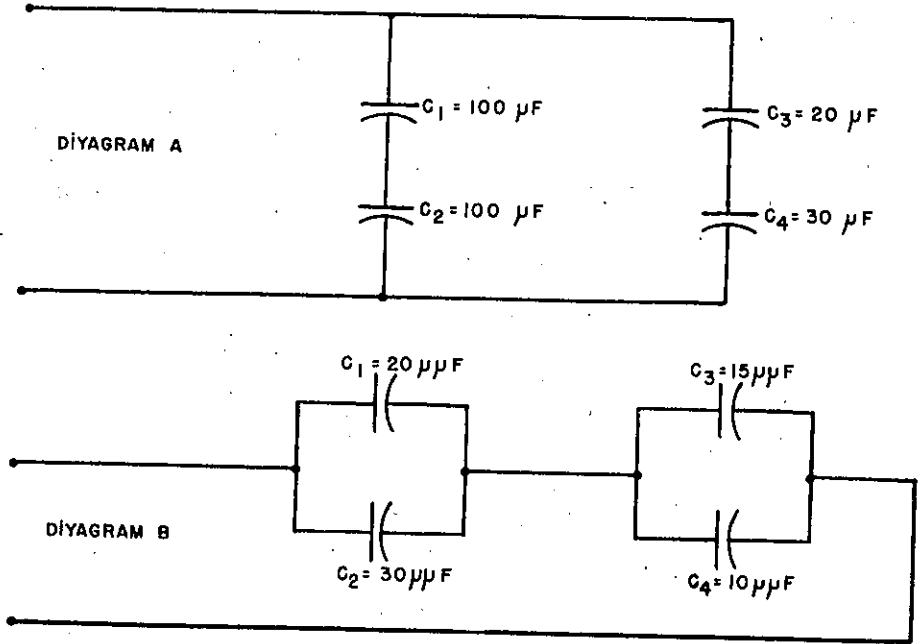 C1 = 100 µF
C3 = 20 µF
DİYAGRAM A
C2 = 100 µF
C4 = 30 µF
C1 = 20 µµF
C3 = 15 µµF
DİYAGRAM B
C2 = 30 µµF
C4 = 10 µµF